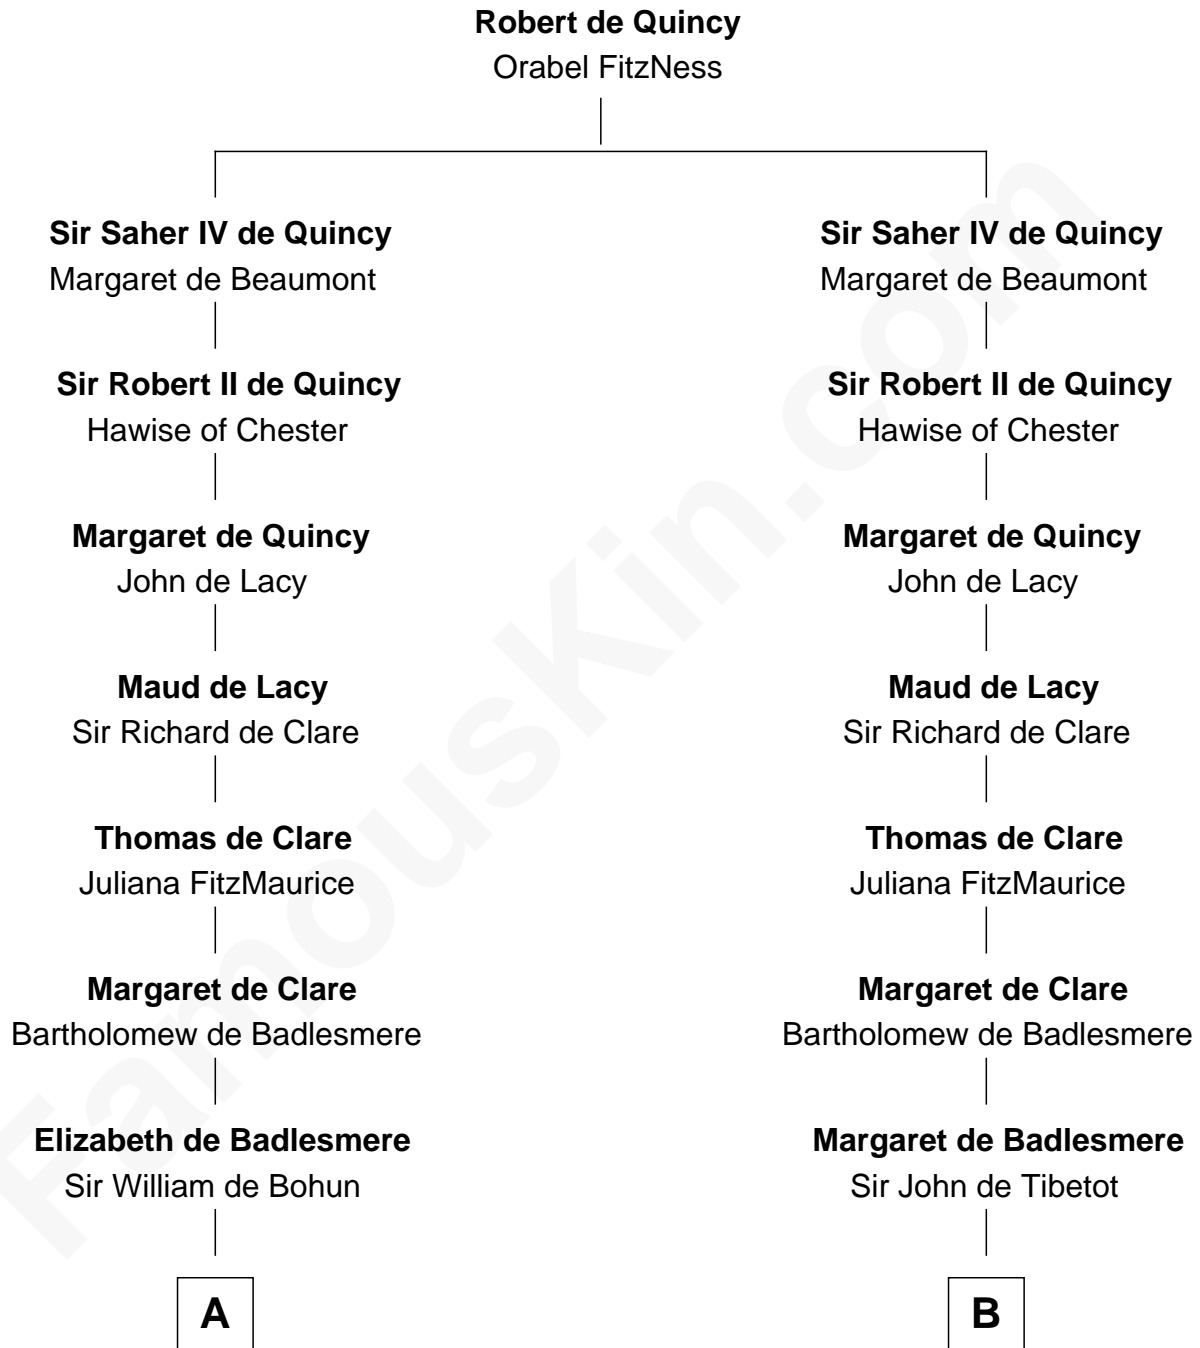 Robert de Quincy
Orabel FitzNess
Sir Saher IV de Quincy
Margaret de Beaumont
Sir Robert II de Quincy
Hawise of Chester
Margaret de Quincy
John de Lacy
Maud de Lacy
Sir Richard de Clare
Thomas de Clare
Juliana FitzMaurice
Margaret de Clare
Bartholomew de Badlesmere
Elizabeth de Badlesmere
Sir William de Bohun
A
Sir Saher IV de Quincy
Margaret de Beaumont
Sir Robert II de Quincy
Hawise of Chester
Margaret de Quincy
John de Lacy
Maud de Lacy
Sir Richard de Clare
Thomas de Clare
Juliana FitzMaurice
Margaret de Clare
Bartholomew de Badlesmere
Margaret de Badlesmere
Sir John de Tibetot
B
FamousKin.com